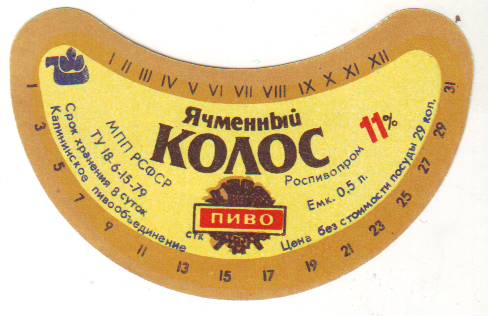 I II III IV V VI VII VIII IX X XI XII
Ячменный
КОЛОС
11%
МПП РСФСР
ТУ 18-6-15-79
Срок хранения 8 суток
Калининское пивообъединение
Роспивопром
Емк. 0.5 л.
Цена без стоимости посуды 29 коп.
ПИВО
стк
1 3 5 7 9 11 13 15 17 19 21 23 25 27 29 31